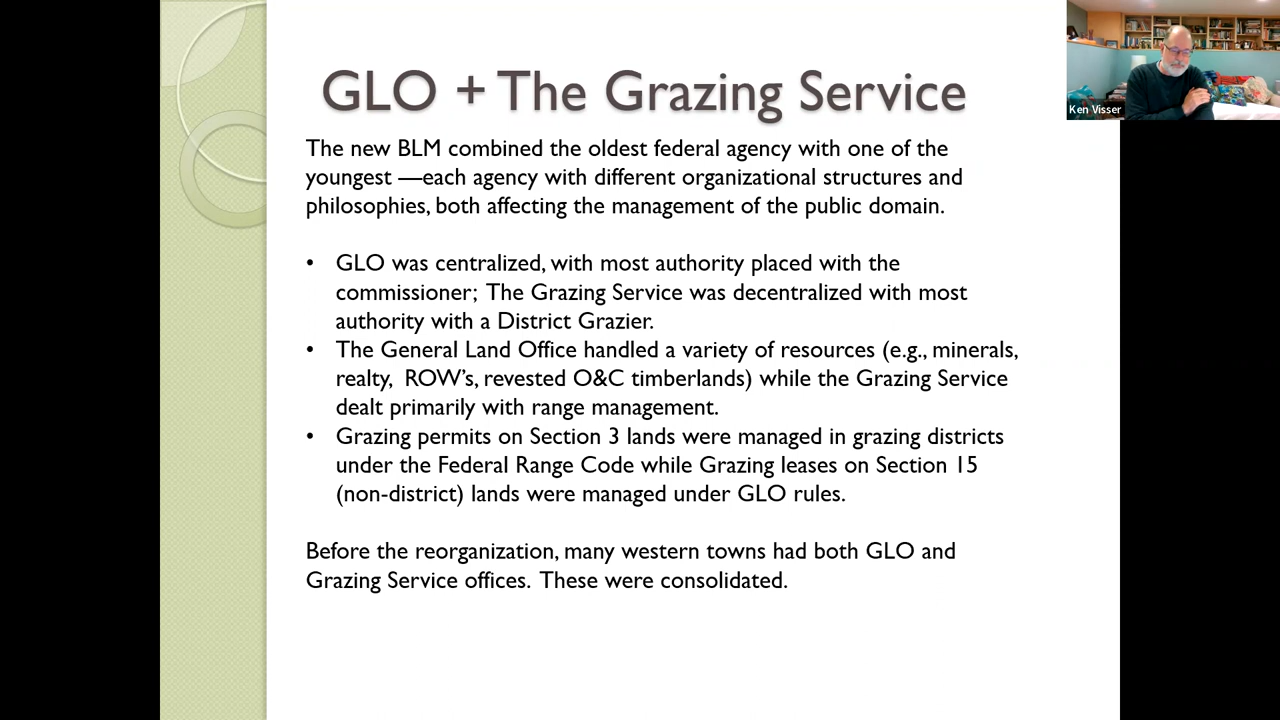 GLO + The Grazing Service
Ken Visser
The new BLM combined the oldest federal agency with one of the
youngest —each agency with different organizational structures and
philosophies, both affecting the management of the public domain.
• GLO was centralized, with most authority placed with the
commissioner; The Grazing Service was decentralized with most
authority with a District Grazier.
• The General Land Office handled a variety of resources (e.g., minerals,
realty, ROW's, revested O&C timberlands) while the Grazing Service
dealt primarily with range management.
• Grazing permits on Section 3 lands were managed in grazing districts
under the Federal Range Code while Grazing leases on Section 15
(non-district) lands were managed under GLO rules.
Before the reorganization, many western towns had both GLO and
Grazing Service offices. These were consolidated.